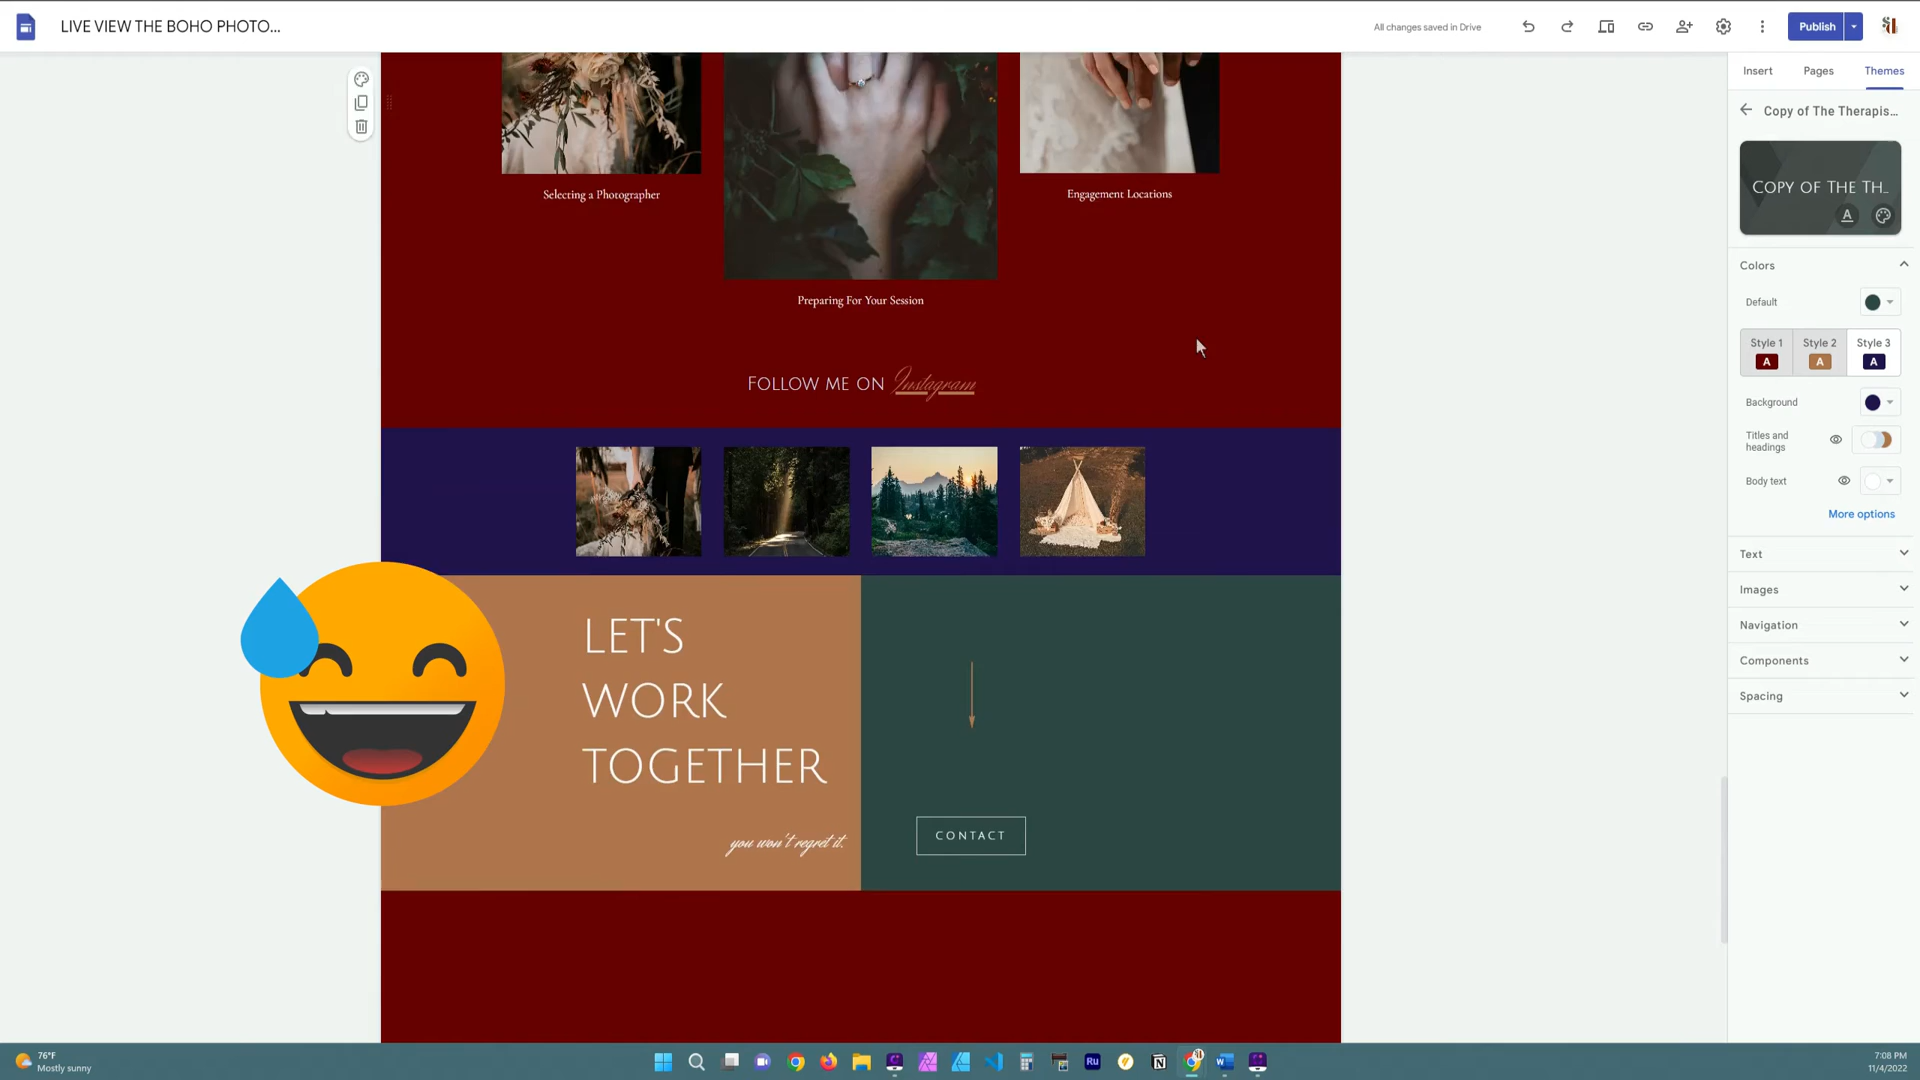 LIVE VIEW THE BOHO PHOTO...
All changes saved in Drive
Publish
Insert
Pages
Themes
Copy of The Therapis...
Copy of The Th...
A
Colors
Default
Style 1
Style 2
Style 3
A
A
A
Background
Titles and
headings
Body text
More options
Text
Images
Navigation
Components
Spacing
Selecting a Photographer
Engagement Locations
Preparing For Your Session
Follow me on Instagram
LET'S
WORK
TOGETHER
you won't regret it.
CONTACT
76°F
Mostly sunny
Ru
7:08 PM
11/4/2022